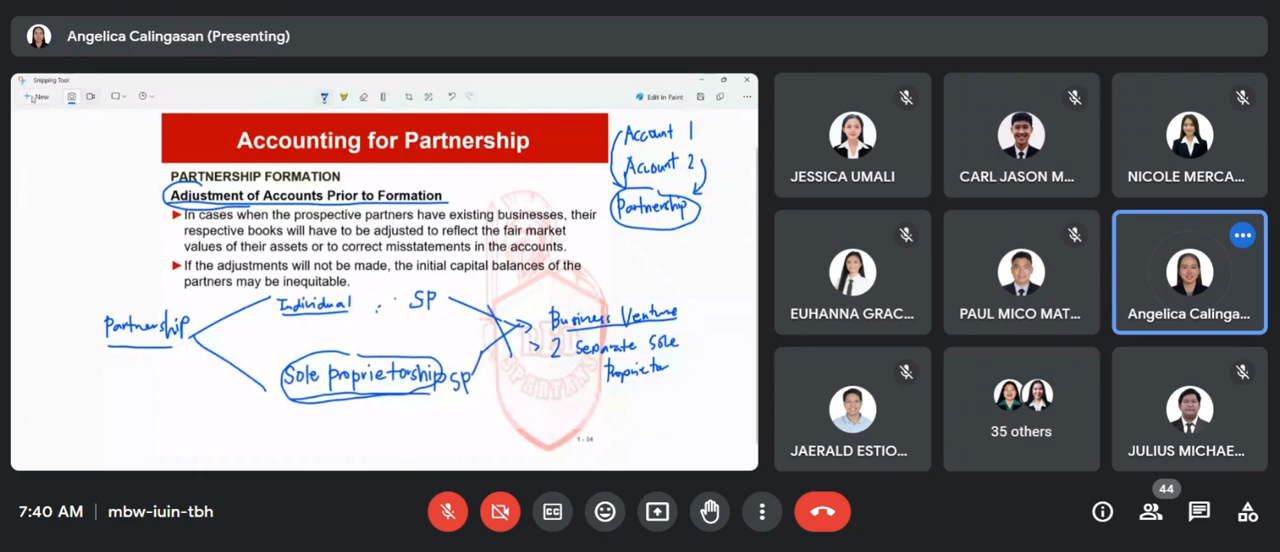 Angelica Calingasan (Presenting)
Snipping Tool
New
Edit in Paint
Accounting for Partnership
Account 1
Account 2
Partnership
PARTNERSHIP FORMATION
Adjustment of Accounts Prior to Formation
In cases when the prospective partners have existing businesses, their
respective books will have to be adjusted to reflect the fair market
values of their assets or to correct misstatements in the accounts.
If the adjustments will not be made, the initial capital balances of the
partners may be inequitable.
Partnership
Individual
SP
Sole proprietorship SP
Business Venture
2 Separate Sole
Proprietor
1 - 34
JESSICA UMALI
CARL JASON M...
NICOLE MERCA...
EUHANNA GRAC...
PAUL MICO MAT...
Angelica Calinga...
JAERALD ESTIO...
35 others
JULIUS MICHAE...
7:40 AM | mbw-iuin-tbh
44